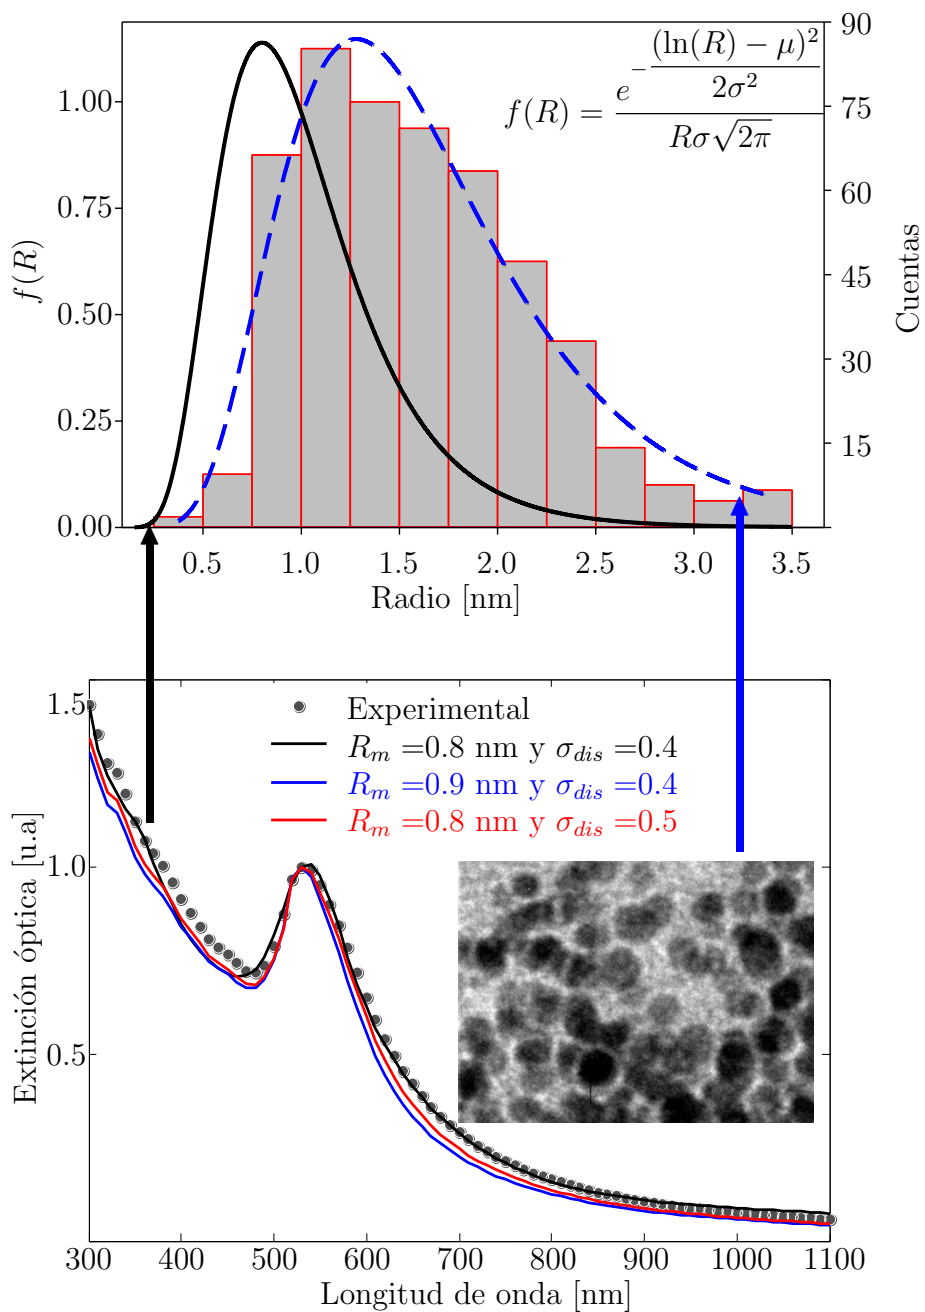 90
f(R) = e^{-(ln(R) − μ)^2 / 2σ^2} / Rσ√2π
1.00
75
0.75
60
f(R)
0.50
45
Cuentas
30
0.25
15
0.00
0.5 1.0 1.5 2.0 2.5 3.0 3.5
Radio [nm]
1.5
Experimental
R_m =0.8 nm y σ_dis =0.4
R_m =0.9 nm y σ_dis =0.4
R_m =0.8 nm y σ_dis =0.5
1.0
Extinción óptica [u.a]
0.5
300 400 500 600 700 800 900 1000 1100
Longitud de onda [nm]